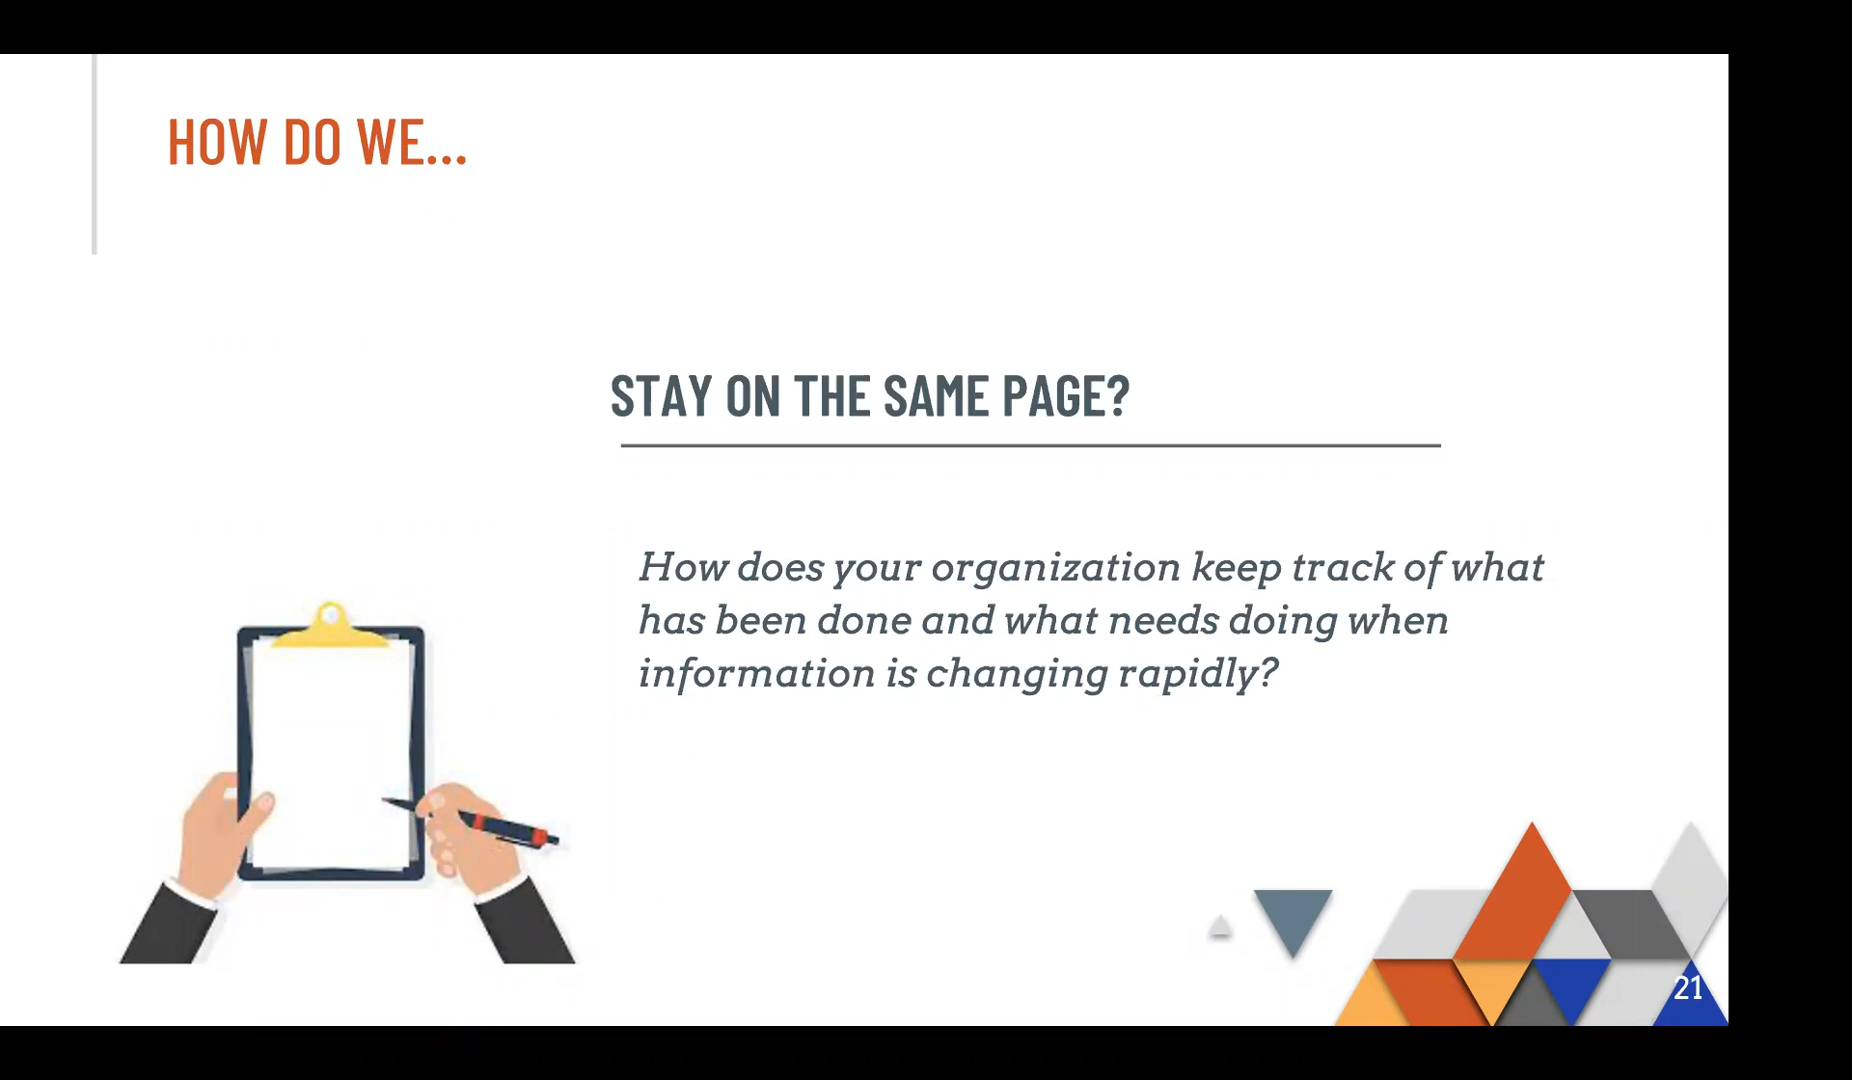 HOW DO WE...
STAY ON THE SAME PAGE?
How does your organization keep track of what
has been done and what needs doing when
information is changing rapidly?
21